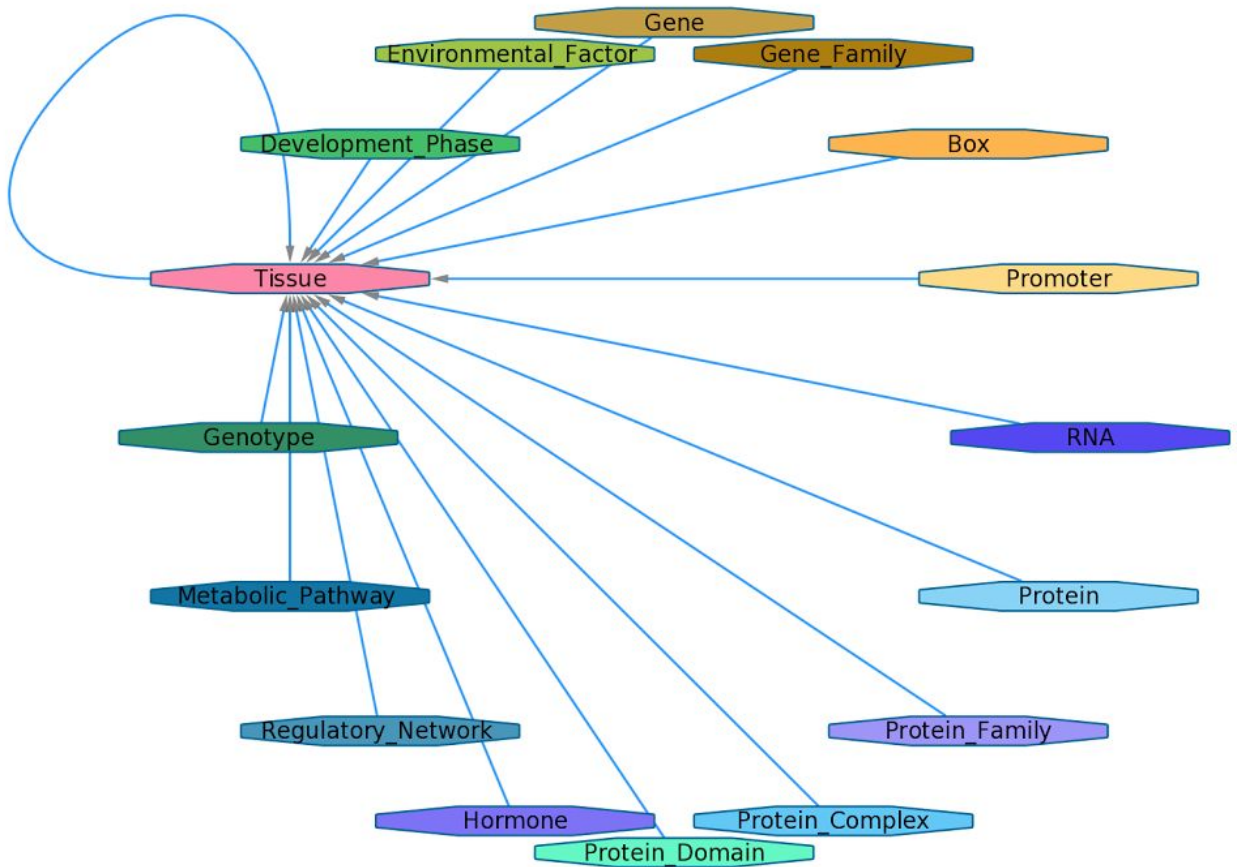 Gene
Environmental_Factor
Gene_Family
Development_Phase
Box
Tissue
Promoter
Genotype
RNA
Metabolic_Pathway
Protein
Regulatory_Network
Protein_Family
Hormone
Protein_Complex
Protein_Domain